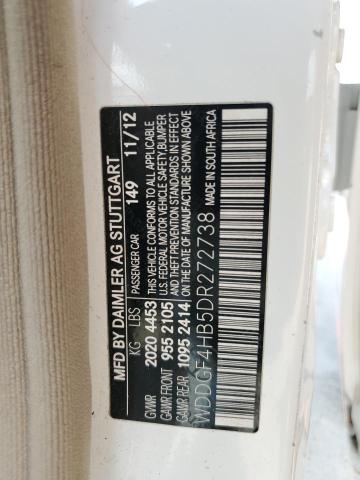 MFD BY DAIMLER AG STUTTGART
KG LBS PASSENGER CAR 149 11/12
GVWR 2020 4453 THIS VEHICLE CONFORMS TO ALL APPLICABLE
GAWR FRONT 955 2105 U.S. FEDERAL MOTOR VEHICLE SAFETY, BUMPER
GAWR REAR 1095 2414 AND THEFT PREVENTION STANDARDS IN EFFECT
ON THE DATE OF MANUFACTURE SHOWN ABOVE
WDDGF4HB5DR272738 MADE IN SOUTH AFRICA